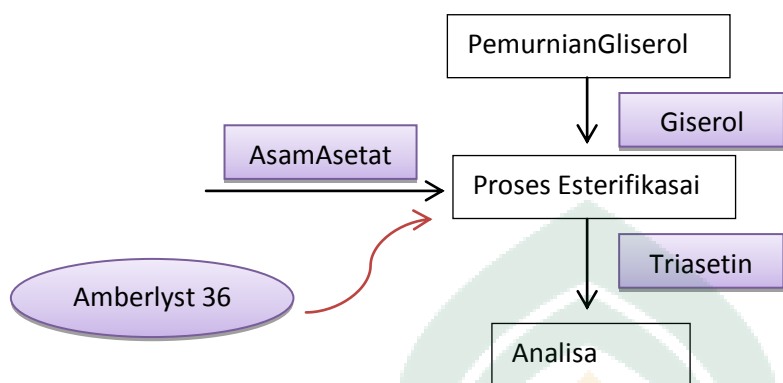 PemurnianGliserol
Giserol
AsamAsetat
Proses Esterifikasai
Triasetin
Amberlyst 36
Analisa